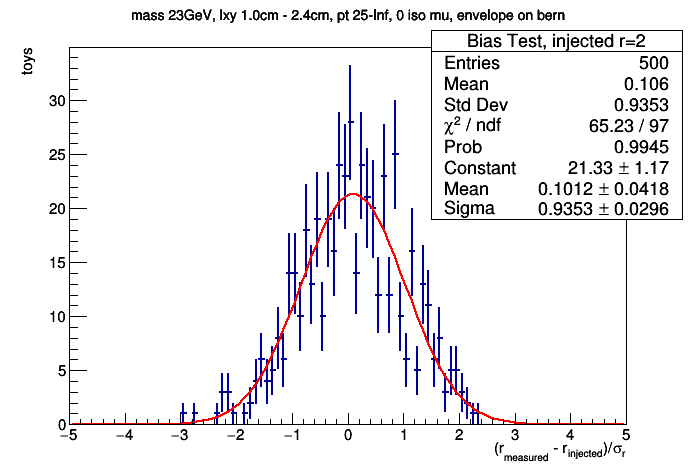 mass 23GeV, lxy 1.0cm - 2.4cm, pt 25-Inf, 0 iso mu, envelope on bern
toys
Bias Test, injected r=2
Entries 500
Mean 0.106
Std Dev 0.9353
χ² / ndf 65.23 / 97
Prob 0.9945
Constant 21.33 ± 1.17
Mean 0.1012 ± 0.0418
Sigma 0.9353 ± 0.0296
30
25
20
15
10
5
0
−5 −4 −3 −2 −1 0 1 2 3 4 5
(r_measured - r_injected)/σ_r